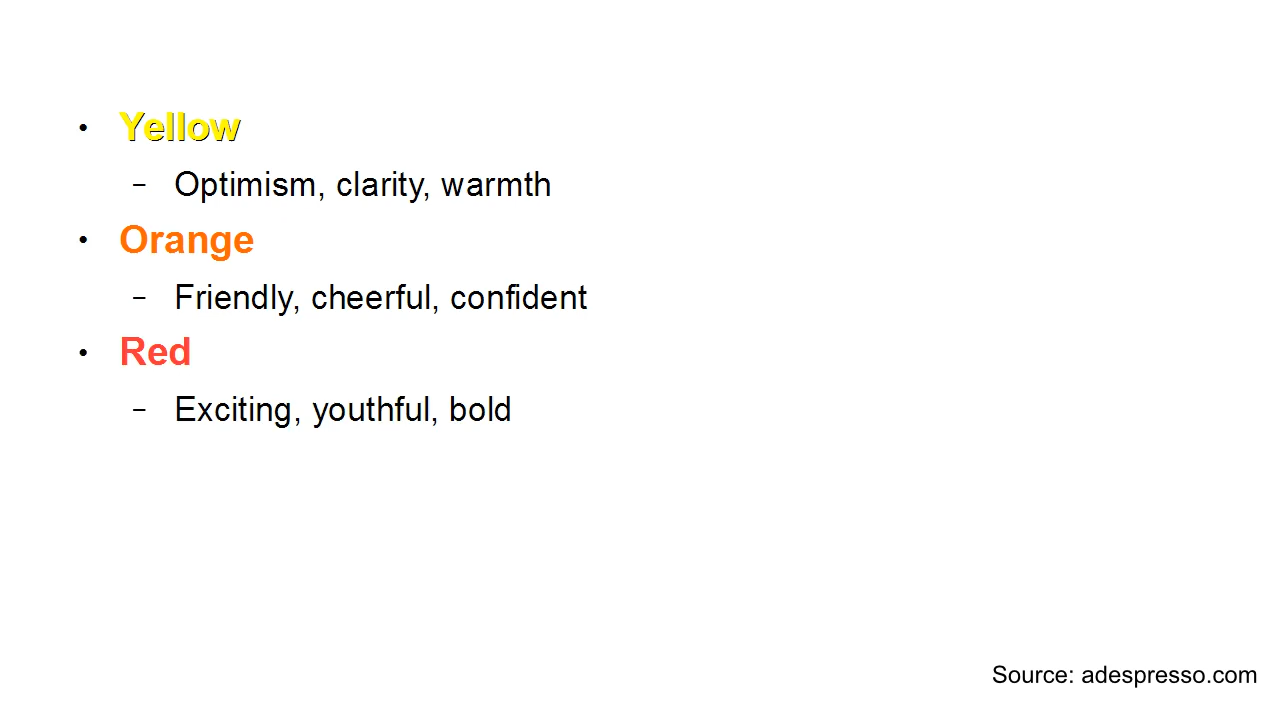 • Yellow
– Optimism, clarity, warmth
• Orange
– Friendly, cheerful, confident
• Red
– Exciting, youthful, bold
Source: adespresso.com